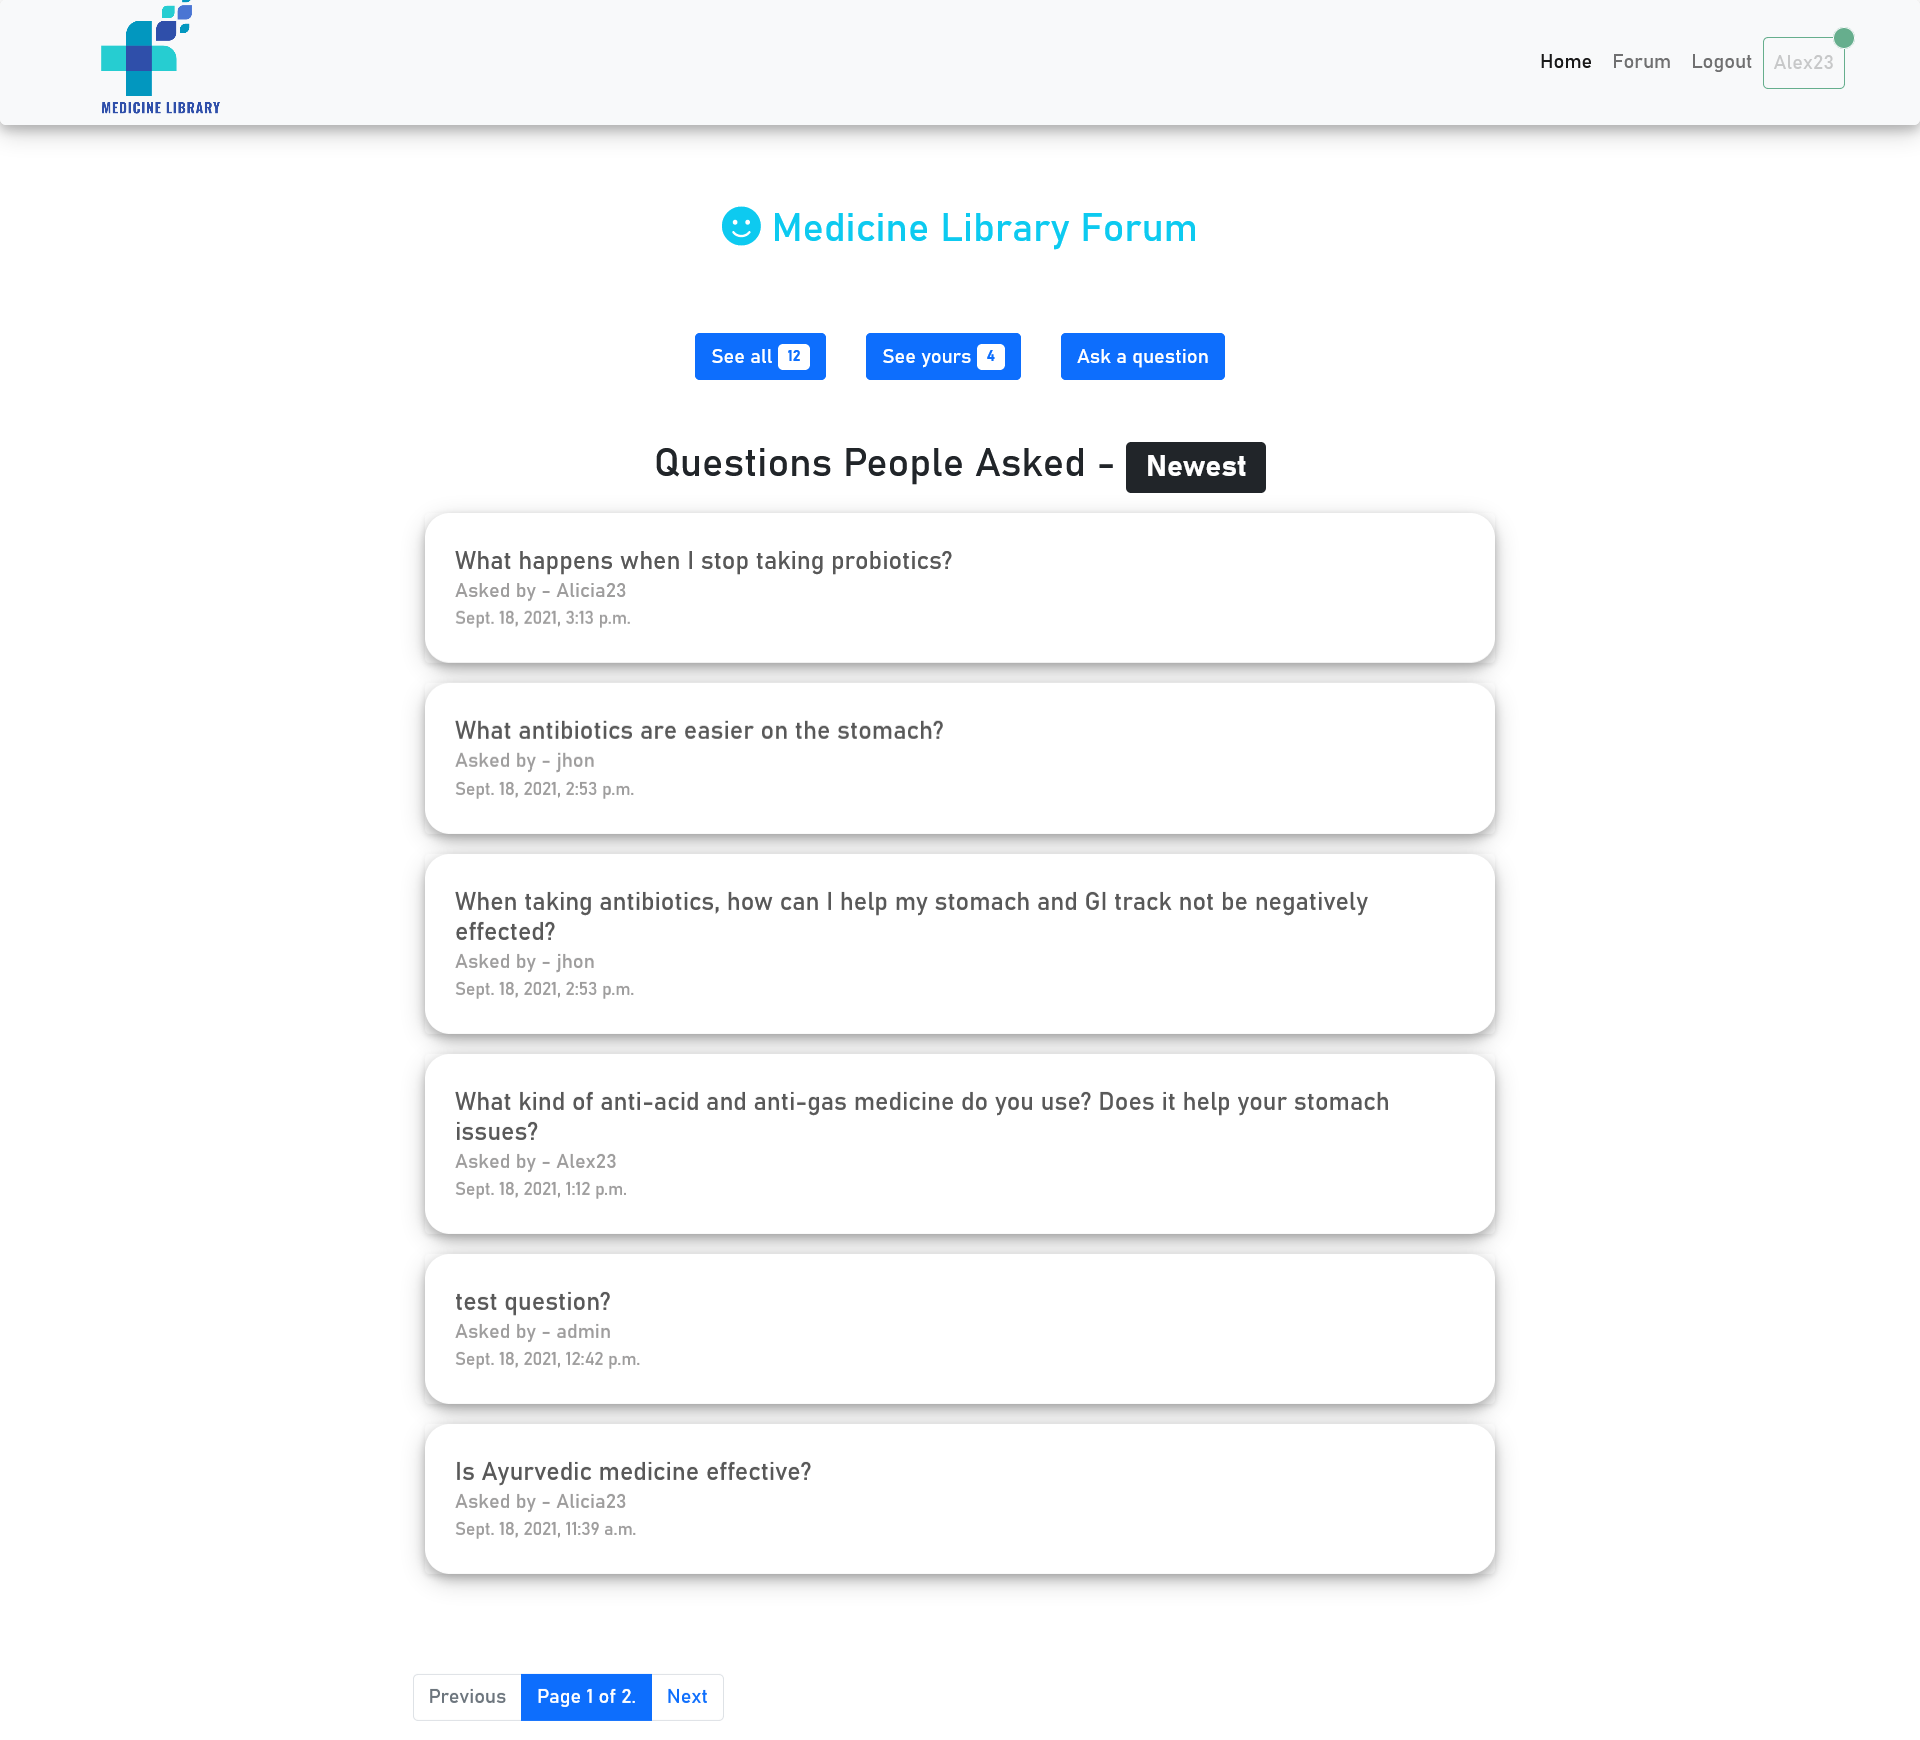 MEDICINE LIBRARY
Home Forum Logout Alex23
Medicine Library Forum
See all 12 See yours 4 Ask a question
Questions People Asked - Newest
What happens when I stop taking probiotics?
Asked by - Alicia23
Sept. 18, 2021, 3:13 p.m.
What antibiotics are easier on the stomach?
Asked by - jhon
Sept. 18, 2021, 2:53 p.m.
When taking antibiotics, how can I help my stomach and GI track not be negatively
effected?
Asked by - jhon
Sept. 18, 2021, 2:53 p.m.
What kind of anti-acid and anti-gas medicine do you use? Does it help your stomach
issues?
Asked by - Alex23
Sept. 18, 2021, 1:12 p.m.
test question?
Asked by - admin
Sept. 18, 2021, 12:42 p.m.
Is Ayurvedic medicine effective?
Asked by - Alicia23
Sept. 18, 2021, 11:39 a.m.
Previous Page 1 of 2. Next